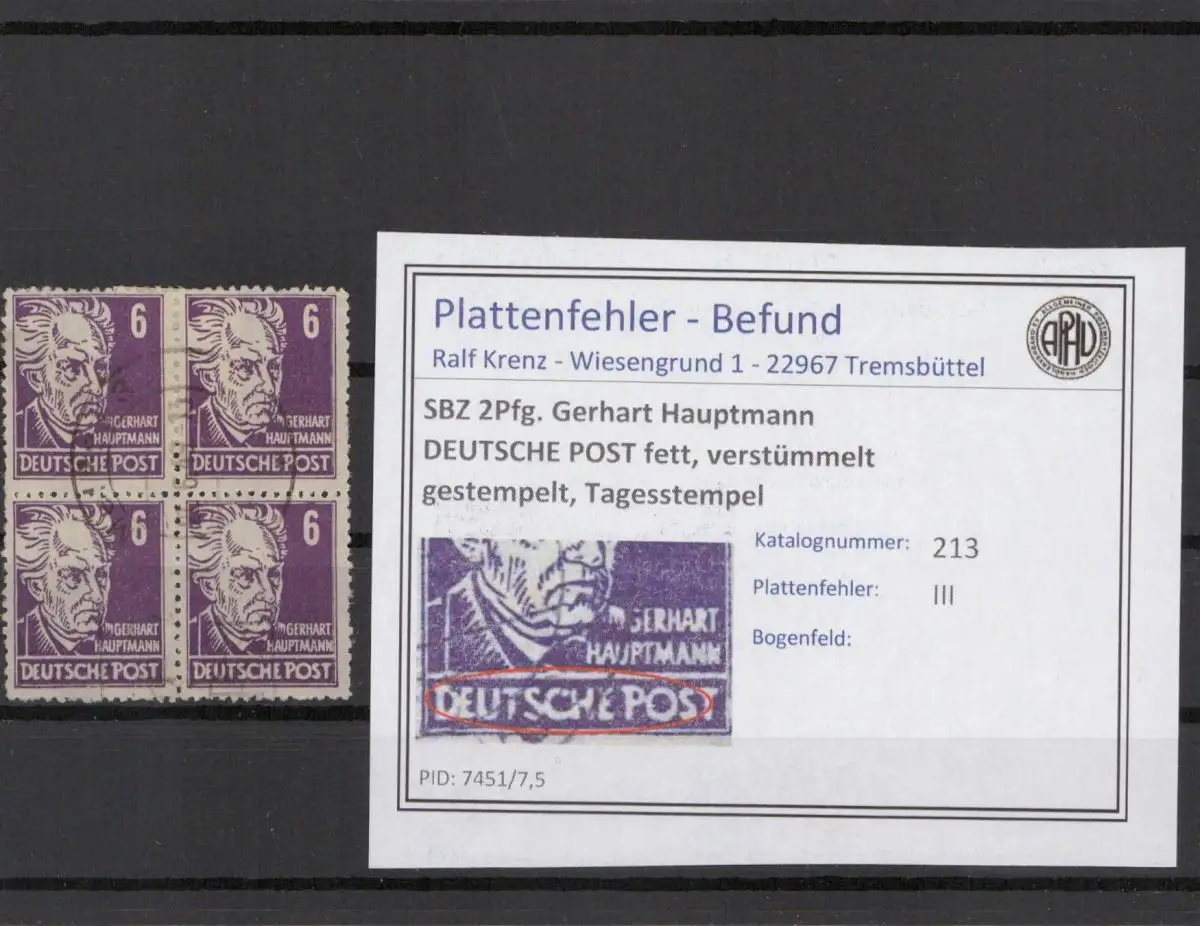 6
GERHART
HAUPTMANN
DEUTSCHE POST
6
GERHART
HAUPTMANN
DEUTSCHE POST
6
GERHART
HAUPTMANN
DEUTSCHE POST
6
GERHART
HAUPTMANN
DEUTSCHE POST
Plattenfehler - Befund
Ralf Krenz - Wiesengrund 1 - 22967 Tremsbüttel
APHV
SBZ 2Pfg. Gerhart Hauptmann
DEUTSCHE POST fett, verstümmelt
gestempelt, Tagesstempel
GERHART
HAUPTMANN
DEUTSCHE POST
Katalognummer: 213
Plattenfehler: III
Bogenfeld:
PID: 7451/7,5